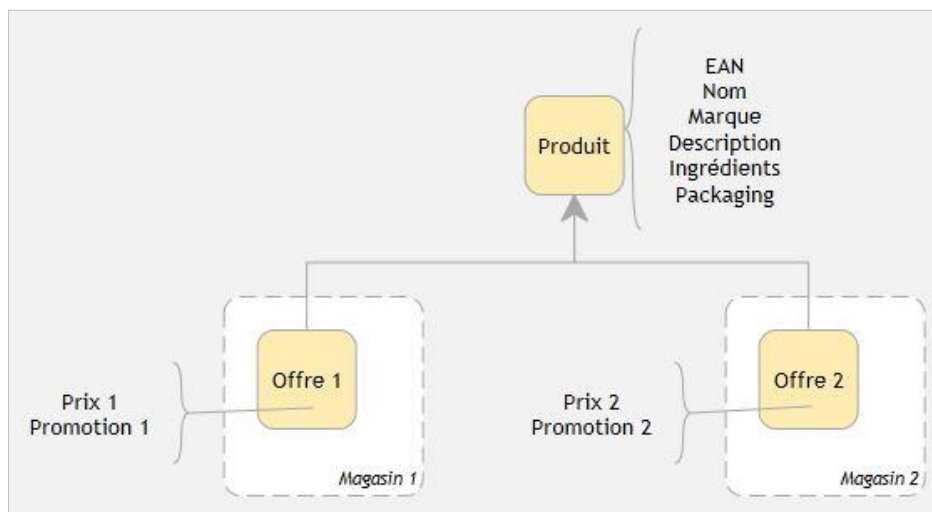 EAN
Nom
Marque
Produit
Description
Ingrédients
Packaging
Offre 1
Offre 2
Prix 1
Promotion 1
Prix 2
Promotion 2
Magasin 1
Magasin 2